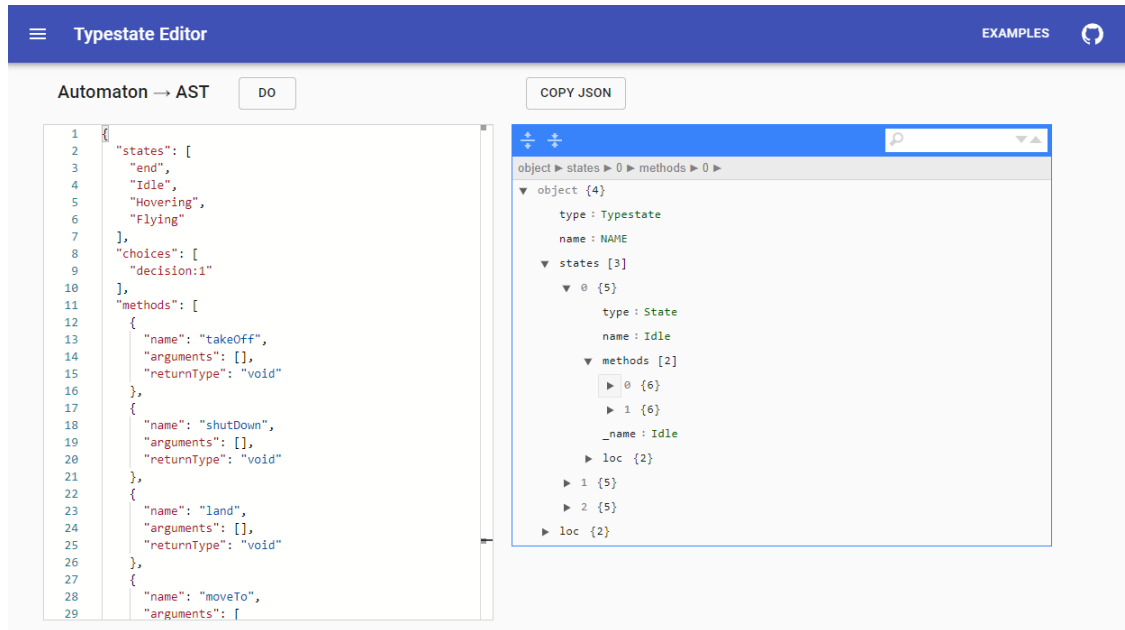 Typestate Editor
EXAMPLES
Automaton → AST
DO
COPY JSON
1 {
2 "states": [
3 "end",
4 "Idle",
5 "Hovering",
6 "Flying"
7 ],
8 "choices": [
9 "decision:1"
10 ],
11 "methods": [
12 {
13 "name": "takeOff",
14 "arguments": [],
15 "returnType": "void"
16 },
17 {
18 "name": "shutDown",
19 "arguments": [],
20 "returnType": "void"
21 },
22 {
23 "name": "land",
24 "arguments": [],
25 "returnType": "void"
26 },
27 {
28 "name": "moveTo",
29 "arguments": [
object ► states ► 0 ► methods ► 0 ►
▼ object {4}
type : Typestate
name : NAME
▼ states [3]
▼ 0 {5}
type : State
name : Idle
▼ methods [2]
► 0 {6}
► 1 {6}
_name : Idle
► loc {2}
► 1 {5}
► 2 {5}
► loc {2}